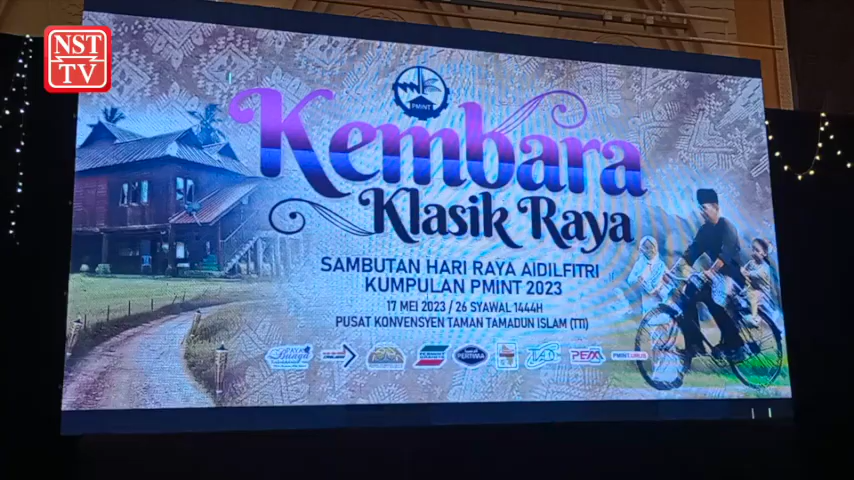 NST
TV
PMINT
Kembara
Klasik Raya
SAMBUTAN HARI RAYA AIDILFITRI
KUMPULAN PMINT 2023
17 MEI 2023 / 26 SYAWAL 1444H
PUSAT KONVENSYEN TAMAN TAMADUN ISLAM (TTI)
PERTIWA